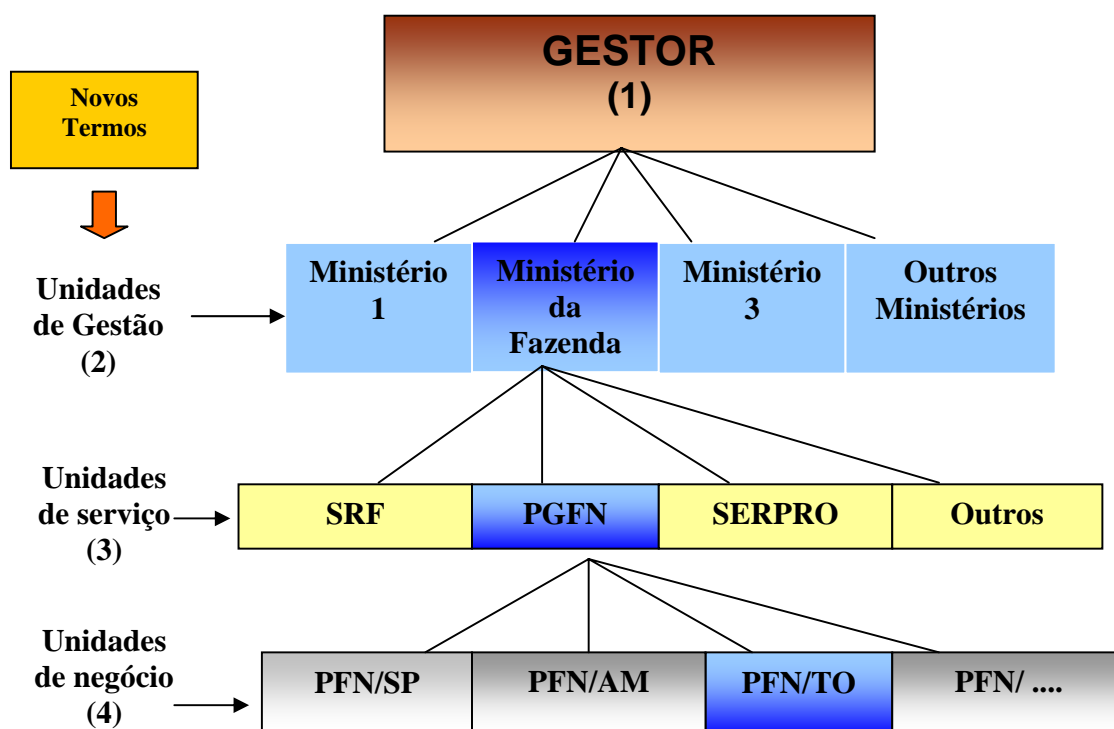 GESTOR
(1)
Novos
Termos
Unidades
de Gestão
(2)
Ministério
1
Ministério
da
Fazenda
Ministério
3
Outros
Ministérios
Unidades
de serviço
(3)
SRF
PGFN
SERPRO
Outros
Unidades
de negócio
(4)
PFN/SP
PFN/AM
PFN/TO
PFN/ ....